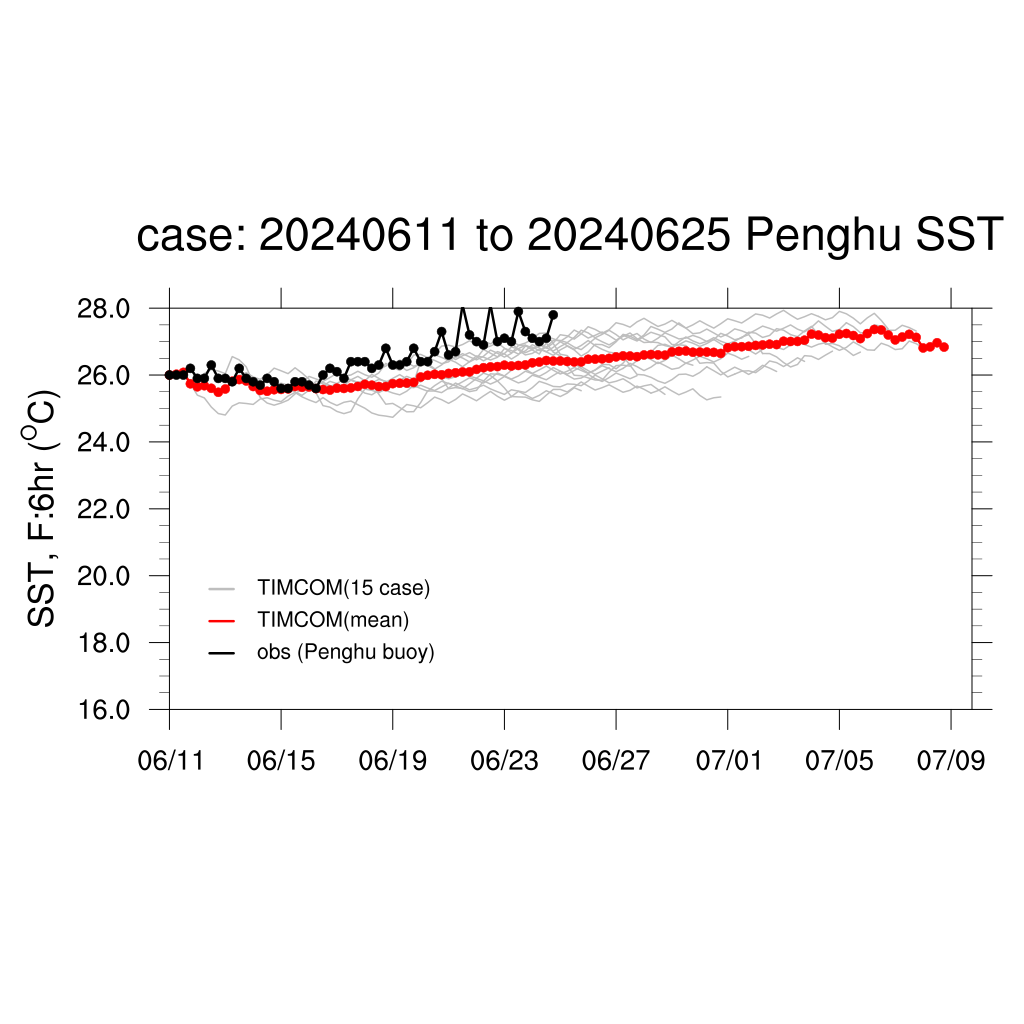 case: 20240611 to 20240625 Penghu SST
28.0
26.0
24.0
22.0
20.0
18.0
16.0
SST, F:6hr (°C)
TIMCOM(15 case)
TIMCOM(mean)
obs (Penghu buoy)
06/11 06/15 06/19 06/23 06/27 07/01 07/05 07/09